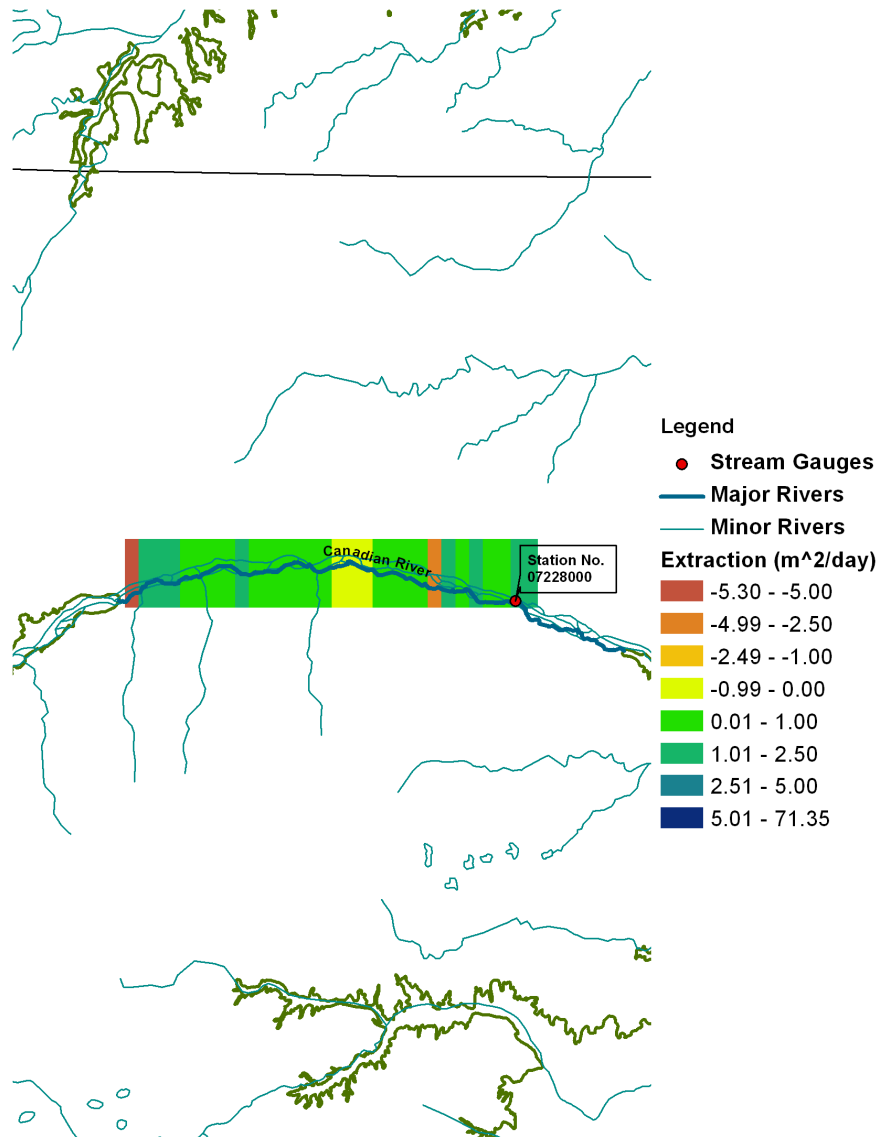 Legend
Stream Gauges
Major Rivers
Minor Rivers
Canadian River
Station No.
07228000
Extraction (m^2/day)
-5.30 - -5.00
-4.99 - -2.50
-2.49 - -1.00
-0.99 - 0.00
0.01 - 1.00
1.01 - 2.50
2.51 - 5.00
5.01 - 71.35